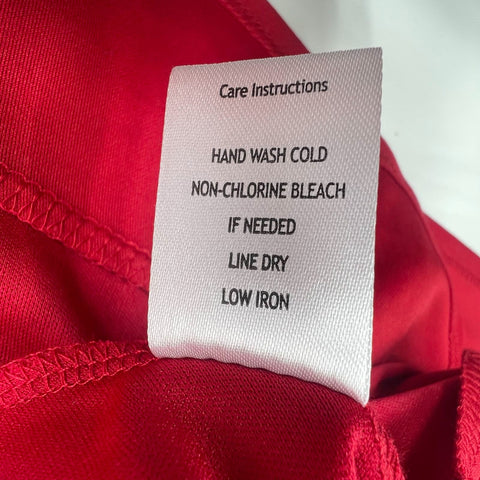 Care Instructions
HAND WASH COLD
NON-CHLORINE BLEACH
IF NEEDED
LINE DRY
LOW IRON